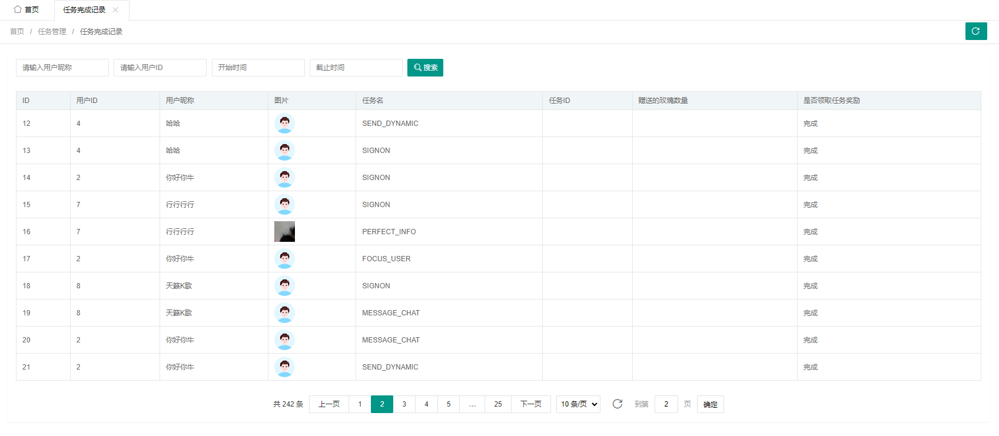 首页 任务完成记录
首页 / 任务管理 / 任务完成记录
请输入用户昵称 请输入用户ID 开始时间 截止时间 搜索
ID 用户ID 用户昵称 图片 任务名 任务ID 赠送的玫瑰数量 是否领取任务奖励
12 4 哈哈 SEND_DYNAMIC 完成
13 4 哈哈 SIGNON 完成
14 2 你好你牛 SIGNON 完成
15 7 行行行行 SIGNON 完成
16 7 行行行行 PERFECT_INFO 完成
17 2 你好你牛 FOCUS_USER 完成
18 8 天籁K歌 SIGNON 完成
19 8 天籁K歌 MESSAGE_CHAT 完成
20 2 你好你牛 MESSAGE_CHAT 完成
21 2 你好你牛 SEND_DYNAMIC 完成
共 242 条 上一页 1 2 3 4 5 … 25 下一页 10 条/页 到第 2 页 确定